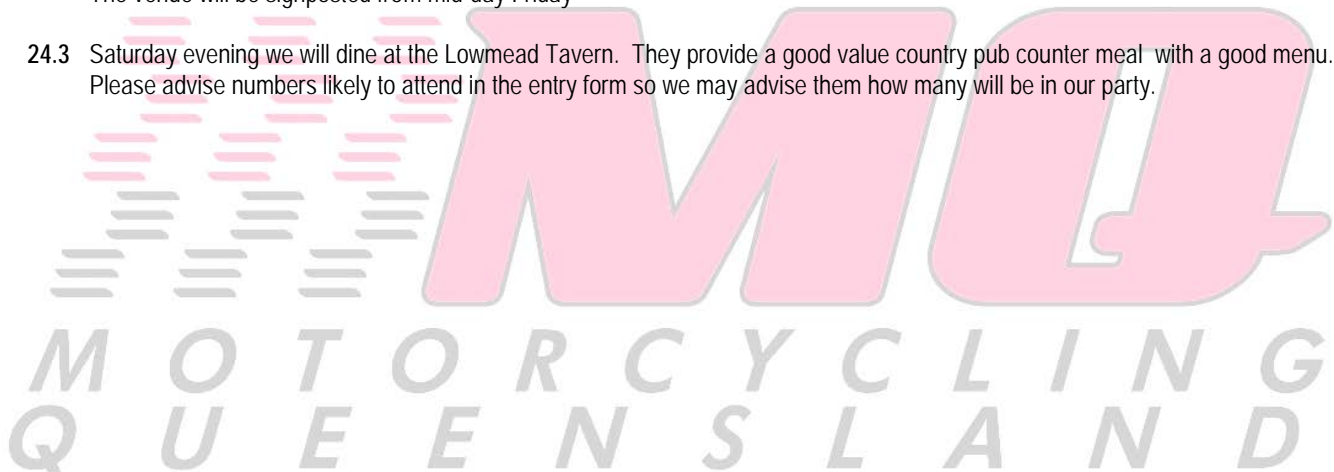 The venue will be signposted from mid-day Friday
24.3 Saturday evening we will dine at the Lowmead Tavern. They provide a good value country pub counter meal with a good menu.
Please advise numbers likely to attend in the entry form so we may advise them how many will be in our party.
MQ
MOTORCYCLING
QUEENSLAND